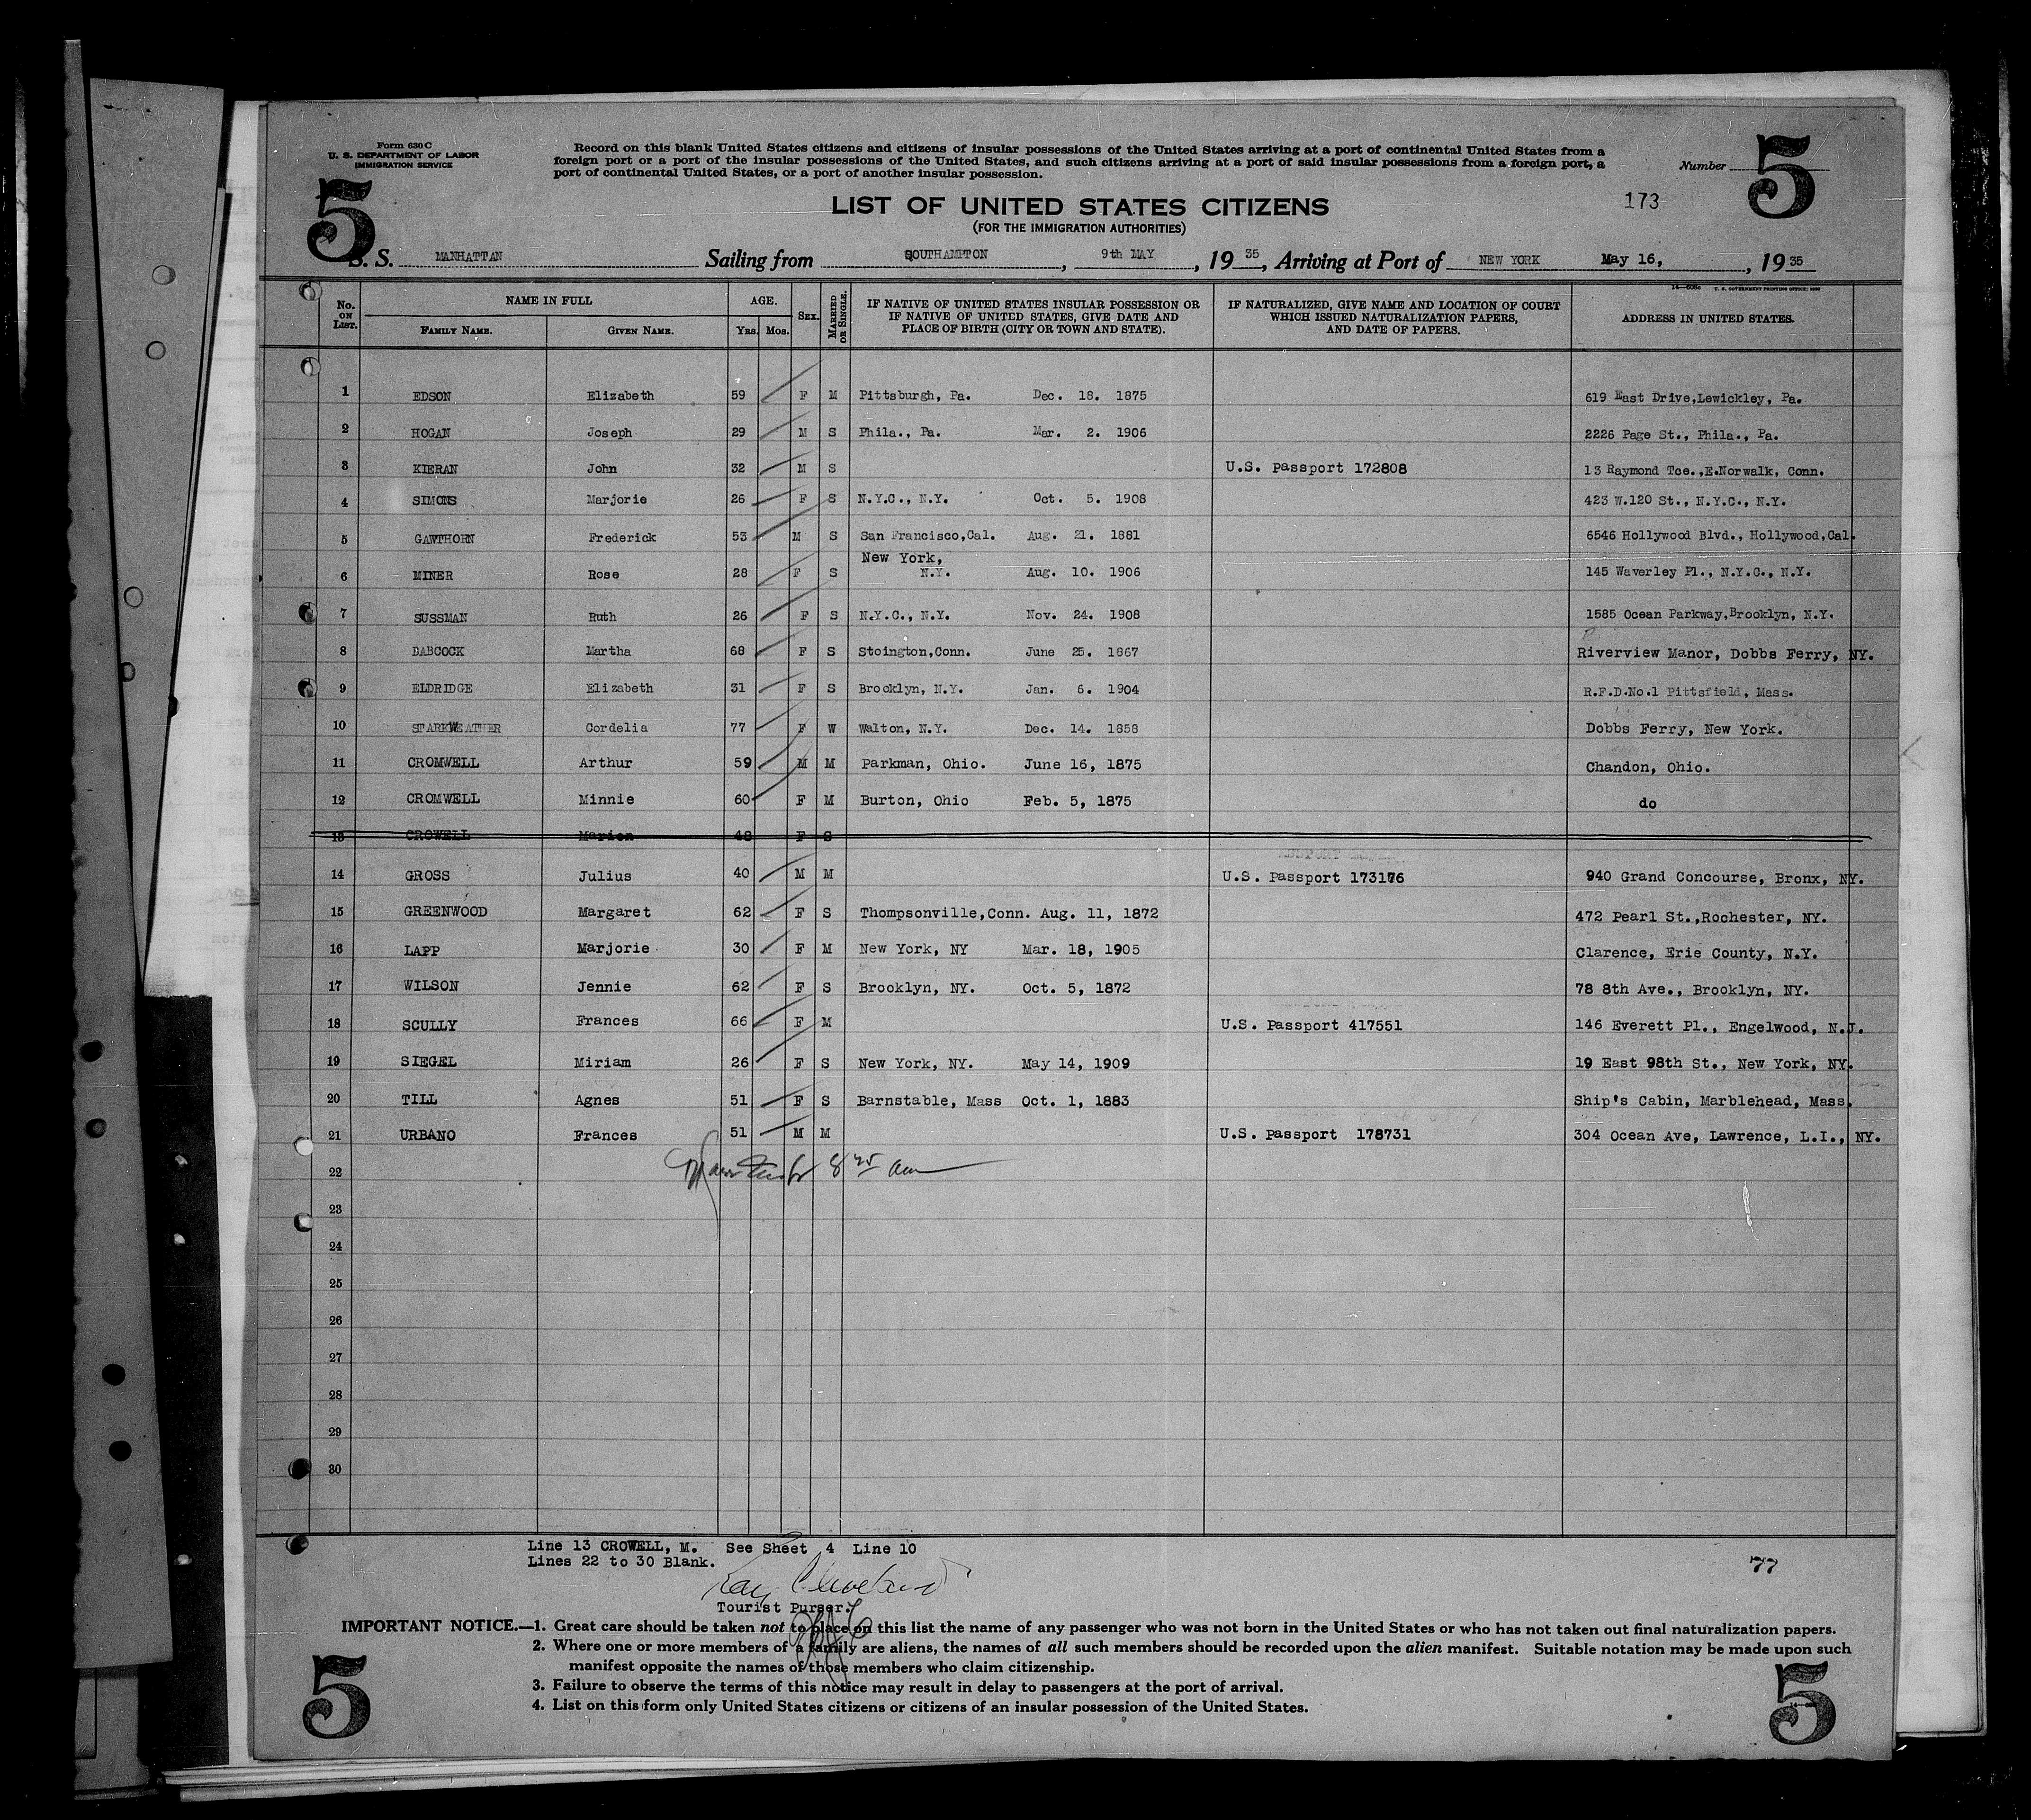 Form 630 C
U. S. DEPARTMENT OF LABOR
IMMIGRATION SERVICE
5
Record on this blank United States citizens and citizens of insular possessions of the United States arriving at a port of continental United States from a
foreign port or a port of the insular possessions of the United States, and such citizens arriving at a port of said insular possessions from a foreign port, a
port of continental United States, or a port of another insular possession.
Number 5
LIST OF UNITED STATES CITIZENS
173
(FOR THE IMMIGRATION AUTHORITIES)
S. S. MANHATTAN Sailing from SOUTHAMPTON, 9th MAY, 1935, Arriving at Port of NEW YORK May 16, , 1935
No. ON LIST. NAME IN FULL FAMILY NAME. GIVEN NAME. AGE. YRS. MOS. SEX. MARRIED OR SINGLE. IF NATIVE OF UNITED STATES INSULAR POSSESSION OR IF NATIVE OF UNITED STATES, GIVE DATE AND PLACE OF BIRTH (CITY OR TOWN AND STATE). IF NATURALIZED, GIVE NAME AND LOCATION OF COURT WHICH ISSUED NATURALIZATION PAPERS, AND DATE OF PAPERS. ADDRESS IN UNITED STATES.
1 EDSON Elizabeth 59 F M Pittsburgh, Pa. Dec. 18. 1875 619 East Drive,Lewickley, Pa.
2 HOGAN Joseph 29 M S Phila., Pa. Mar. 2. 1906 2226 Page St., Phila., Pa.
3 KIERAN John 32 M S U.S. Passport 172808 13 Raymond Tce.,E.Norwalk, Conn.
4 SIMONS Marjorie 26 F S N.Y.C., N.Y. Oct. 5. 1908 423 W.120 St., N.Y.C., N.Y.
5 GAWTHORN Frederick 53 M S San Francisco,Cal. Aug. 21. 1881 6546 Hollywood Blvd., Hollywood,Cal.
6 MINER Rose 28 F S New York, N.Y. Aug. 10. 1906 145 Waverley Pl., N.Y.C., N.Y.
7 SUSSMAN Ruth 26 F S N.Y.C., N.Y. Nov. 24. 1908 1585 Ocean Parkway,Brooklyn, N.Y.
8 DABCOCK Martha 68 F S Stoington,Conn. June 25. 1867 Riverview Manor, Dobbs Ferry, NY.
9 ELDRIDGE Elizabeth 31 F S Brooklyn, N.Y. Jan. 6. 1904 R.F.D.No.1 Pittsfield, Mass.
10 STARKWEATHER Cordelia 77 F W Walton, N.Y. Dec. 14. 1858 Dobbs Ferry, New York.
11 CROMWELL Arthur 59 M M Parkman, Ohio. June 16, 1875 Chandon, Ohio.
12 CROMWELL Minnie 60 F M Burton, Ohio Feb. 5, 1875 do
13 CROWELL Marion 48 F S
14 GROSS Julius 40 M M U.S. Passport 173176 940 Grand Concourse, Bronx, NY.
15 GREENWOOD Margaret 62 F S Thompsonville,Conn. Aug. 11, 1872 472 Pearl St.,Rochester, NY.
16 LAPP Marjorie 30 F M New York, NY Mar. 18, 1905 Clarence, Erie County, N.Y.
17 WILSON Jennie 62 F S Brooklyn, NY. Oct. 5, 1872 78 8th Ave., Brooklyn, NY.
18 SCULLY Frances 66 F M U.S. Passport 417551 146 Everett Pl., Engelwood, N.J.
19 SIEGEL Miriam 26 F S New York, NY. May 14, 1909 19 East 98th St., New York, NY.
20 TILL Agnes 51 F S Barnstable, Mass Oct. 1, 1883 Ship's Cabin, Marblehead, Mass.
21 URBANO Frances 51 M M U.S. Passport 178731 304 Ocean Ave, Lawrence, L.I., NY.
22 8 25 am
23
24
25
26
27
28
29
30
Line 13 CROWELL, M. See Sheet 4 Line 10
Lines 22 to 30 Blank.
77
Ray Cleveland
Tourist Purser.
IMPORTANT NOTICE.—1. Great care should be taken not to place on this list the name of any passenger who was not born in the United States or who has not taken out final naturalization papers.
2. Where one or more members of a family are aliens, the names of all such members should be recorded upon the alien manifest. Suitable notation may be made upon such
manifest opposite the names of those members who claim citizenship.
3. Failure to observe the terms of this notice may result in delay to passengers at the port of arrival.
4. List on this form only United States citizens or citizens of an insular possession of the United States.
5
5